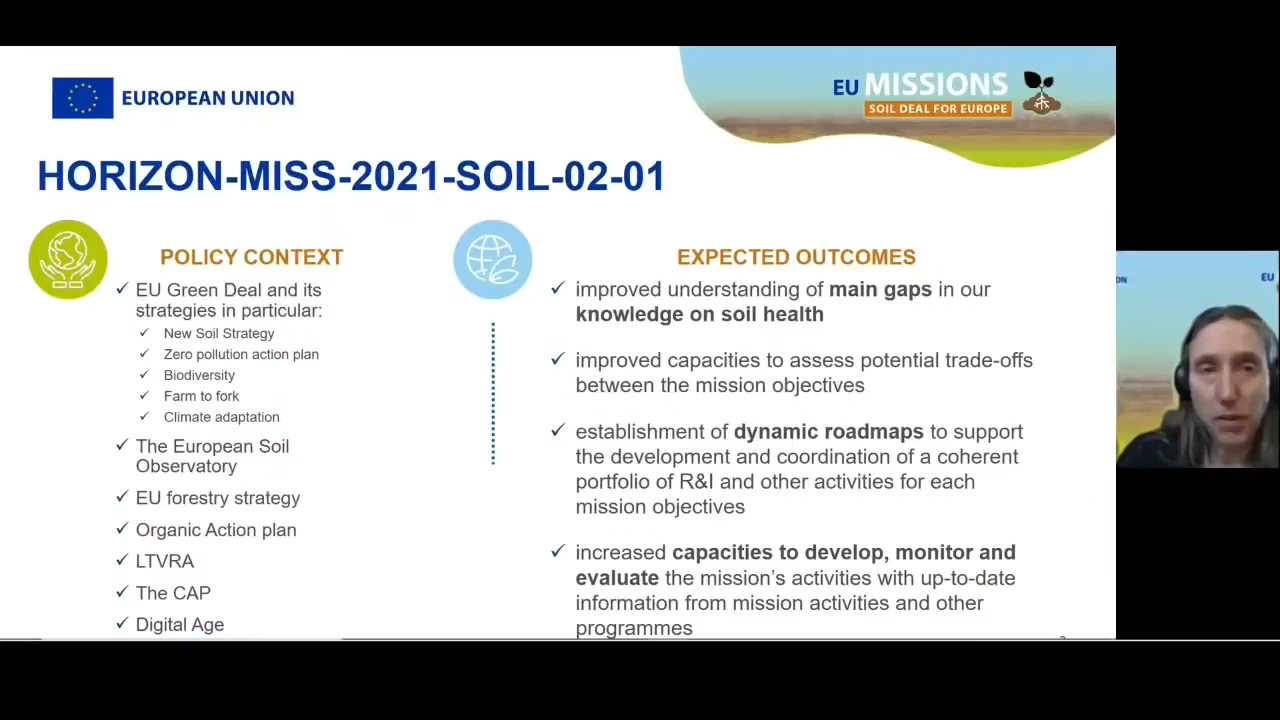 EUROPEAN UNION
EU MISSIONS
SOIL DEAL FOR EUROPE
HORIZON-MISS-2021-SOIL-02-01
POLICY CONTEXT
EU Green Deal and its
strategies in particular:
New Soil Strategy
Zero pollution action plan
Biodiversity
Farm to fork
Climate adaptation
The European Soil
Observatory
EU forestry strategy
Organic Action plan
LTVRA
The CAP
Digital Age
EXPECTED OUTCOMES
improved understanding of main gaps in our
knowledge on soil health
improved capacities to assess potential trade-offs
between the mission objectives
establishment of dynamic roadmaps to support
the development and coordination of a coherent
portfolio of R&I and other activities for each
mission objectives
increased capacities to develop, monitor and
evaluate the mission's activities with up-to-date
information from mission activities and other
programmes
ON
EU